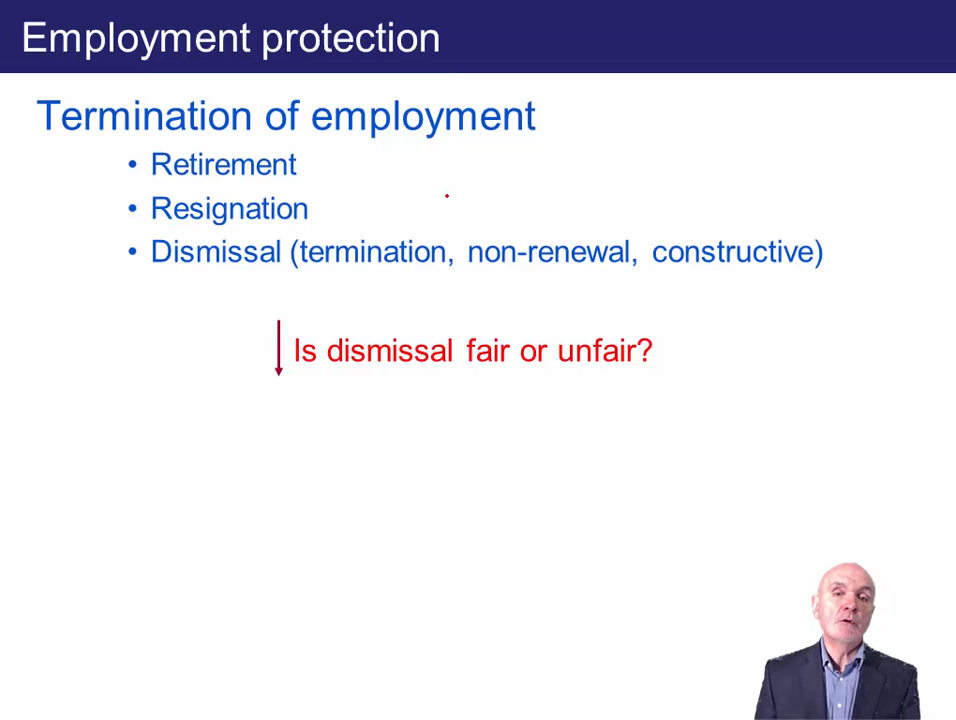 Employment protection
Termination of employment
• Retirement
• Resignation
• Dismissal (termination, non-renewal, constructive)
Is dismissal fair or unfair?